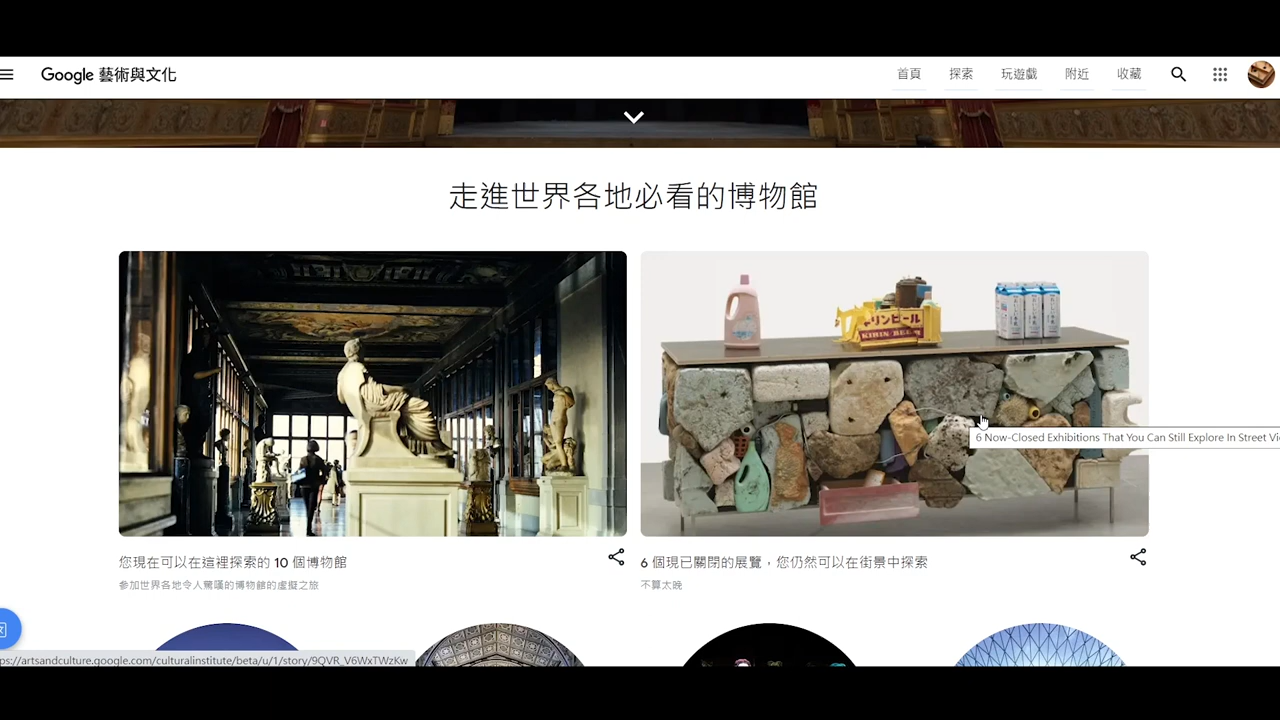 Google 藝術與文化
首頁 探索 玩遊戲 附近 收藏
走進世界各地必看的博物館
リンビール
KIRIN BEER
6 Now-Closed Exhibitions That You Can Still Explore In Street Vi
您現在可以在這裡探索的 10 個博物館
參加世界各地令人驚嘆的博物館的虛擬之旅
6 個現已關閉的展覽，您仍然可以在街景中探索
不算太晚
ps://artsandculture.google.com/culturalinstitute/beta/u/1/story/9QVR_V6WxTWzKw